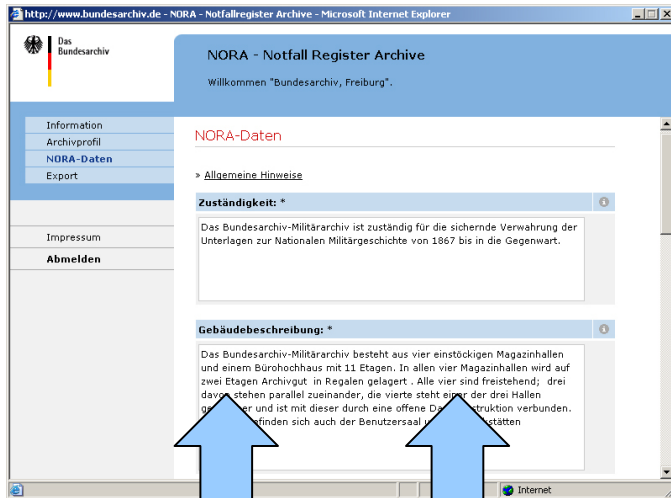 http://www.bundesarchiv.de - NORA - Notfallregister Archive - Microsoft Internet Explorer
Das
Bundesarchiv
NORA - Notfall Register Archive
Willkommen "Bundesarchiv, Freiburg".
Information
Archivprofil
NORA-Daten
Export
Impressum
Abmelden
NORA-Daten
» Allgemeine Hinweise
Zuständigkeit: *
Das Bundesarchiv-Militärarchiv ist zuständig für die sichernde Verwahrung der
Unterlagen zur Nationalen Militärgeschichte von 1867 bis in die Gegenwart.
Gebäudebeschreibung: *
Das Bundesarchiv-Militärarchiv besteht aus vier einstöckigen Magazinhallen
und einem Bürohochhaus mit 11 Etagen. In allen vier Magazinhallen wird auf
zwei Etagen Archivgut in Regalen gelagert . Alle vier sind freistehend; drei
davon stehen parallel zueinander, die vierte steht einer der drei Hallen
und ist mit dieser durch eine offene verbunden.
sich auch der Benutzersaal
Internet